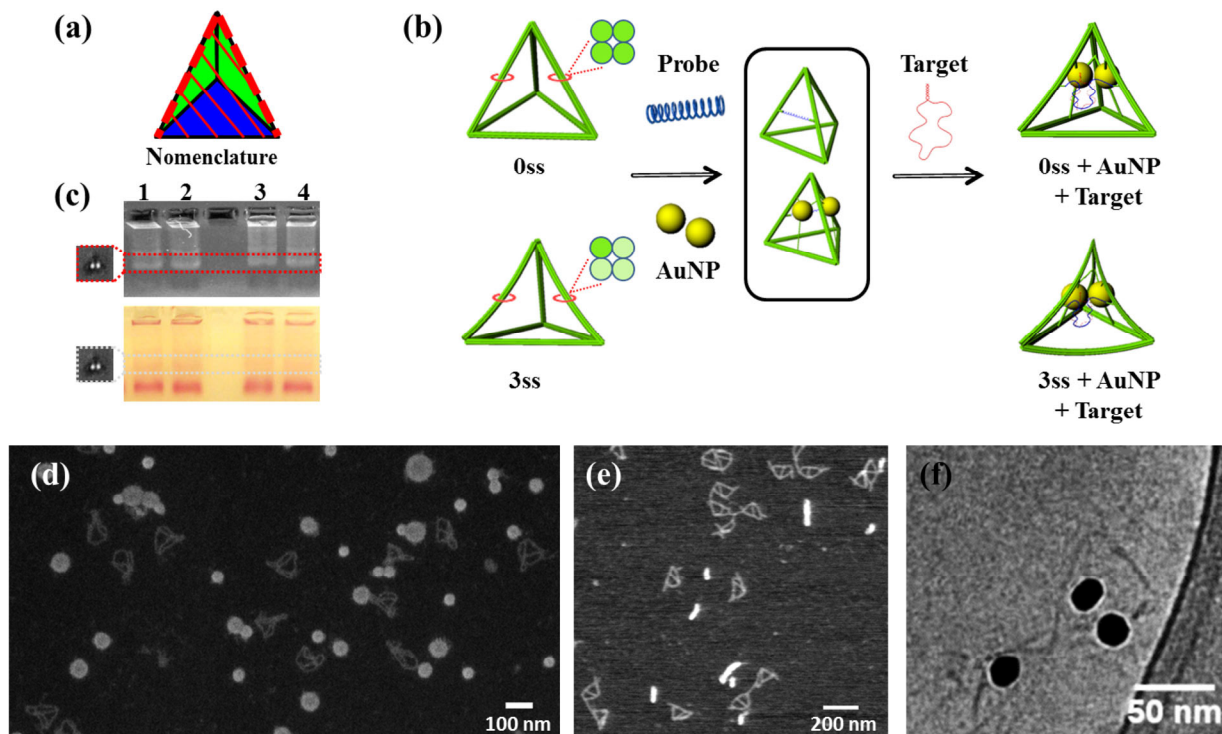 (a)
Nomenclature
(b)
0ss
3ss
Probe
AuNP
Target
0ss + AuNP
+ Target
3ss + AuNP
+ Target
(c)
1 2 3 4
(d)
100 nm
(e)
200 nm
(f)
50 nm